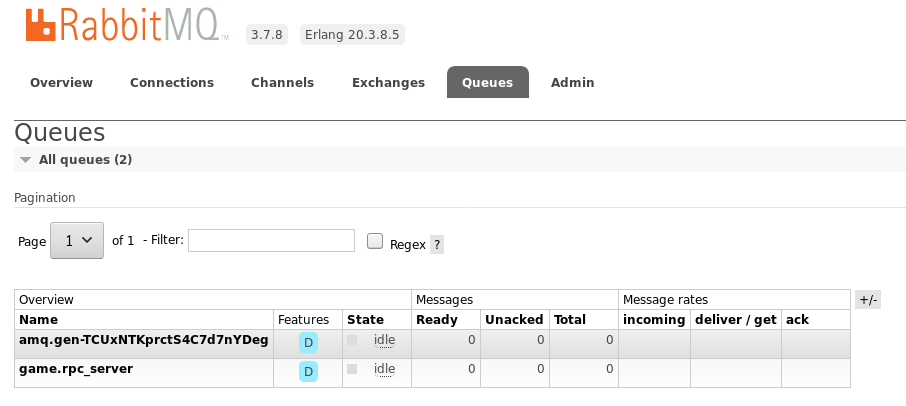 RabbitMQ TM 3.7.8 Erlang 20.3.8.5
Overview Connections Channels Exchanges Queues Admin
Queues
All queues (2)
Pagination
Page 1 of 1 - Filter: Regex ?
Overview Messages Message rates +/-
Name Features State Ready Unacked Total incoming deliver / get ack
amq.gen-TCUxNTKprctS4C7d7nYDeg D idle 0 0 0
game.rpc_server D idle 0 0 0